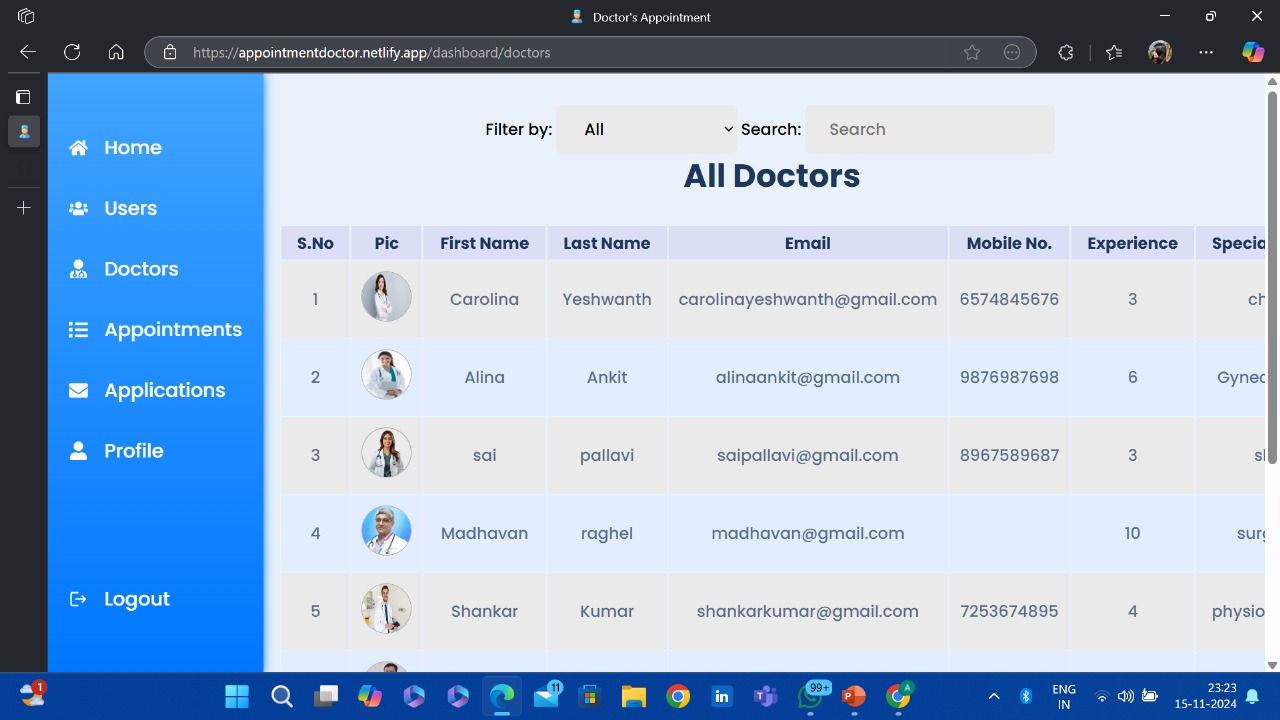 Doctor's Appointment
https://appointmentdoctor.netlify.app/dashboard/doctors
Home
Users
Doctors
Appointments
Applications
Profile
Logout
Filter by: All Search: Search
All Doctors
S.No Pic First Name Last Name Email Mobile No. Experience Specia
1 Carolina Yeshwanth carolinayeshwanth@gmail.com 6574845676 3 ch
2 Alina Ankit alinaankit@gmail.com 9876987698 6 Gynec
3 sai pallavi saipallavi@gmail.com 8967589687 3 sk
4 Madhavan raghel madhavan@gmail.com 10 surg
5 Shankar Kumar shankarkumar@gmail.com 7253674895 4 physio
1
11
99+
A
ENG
IN
23:23
15-11-2024